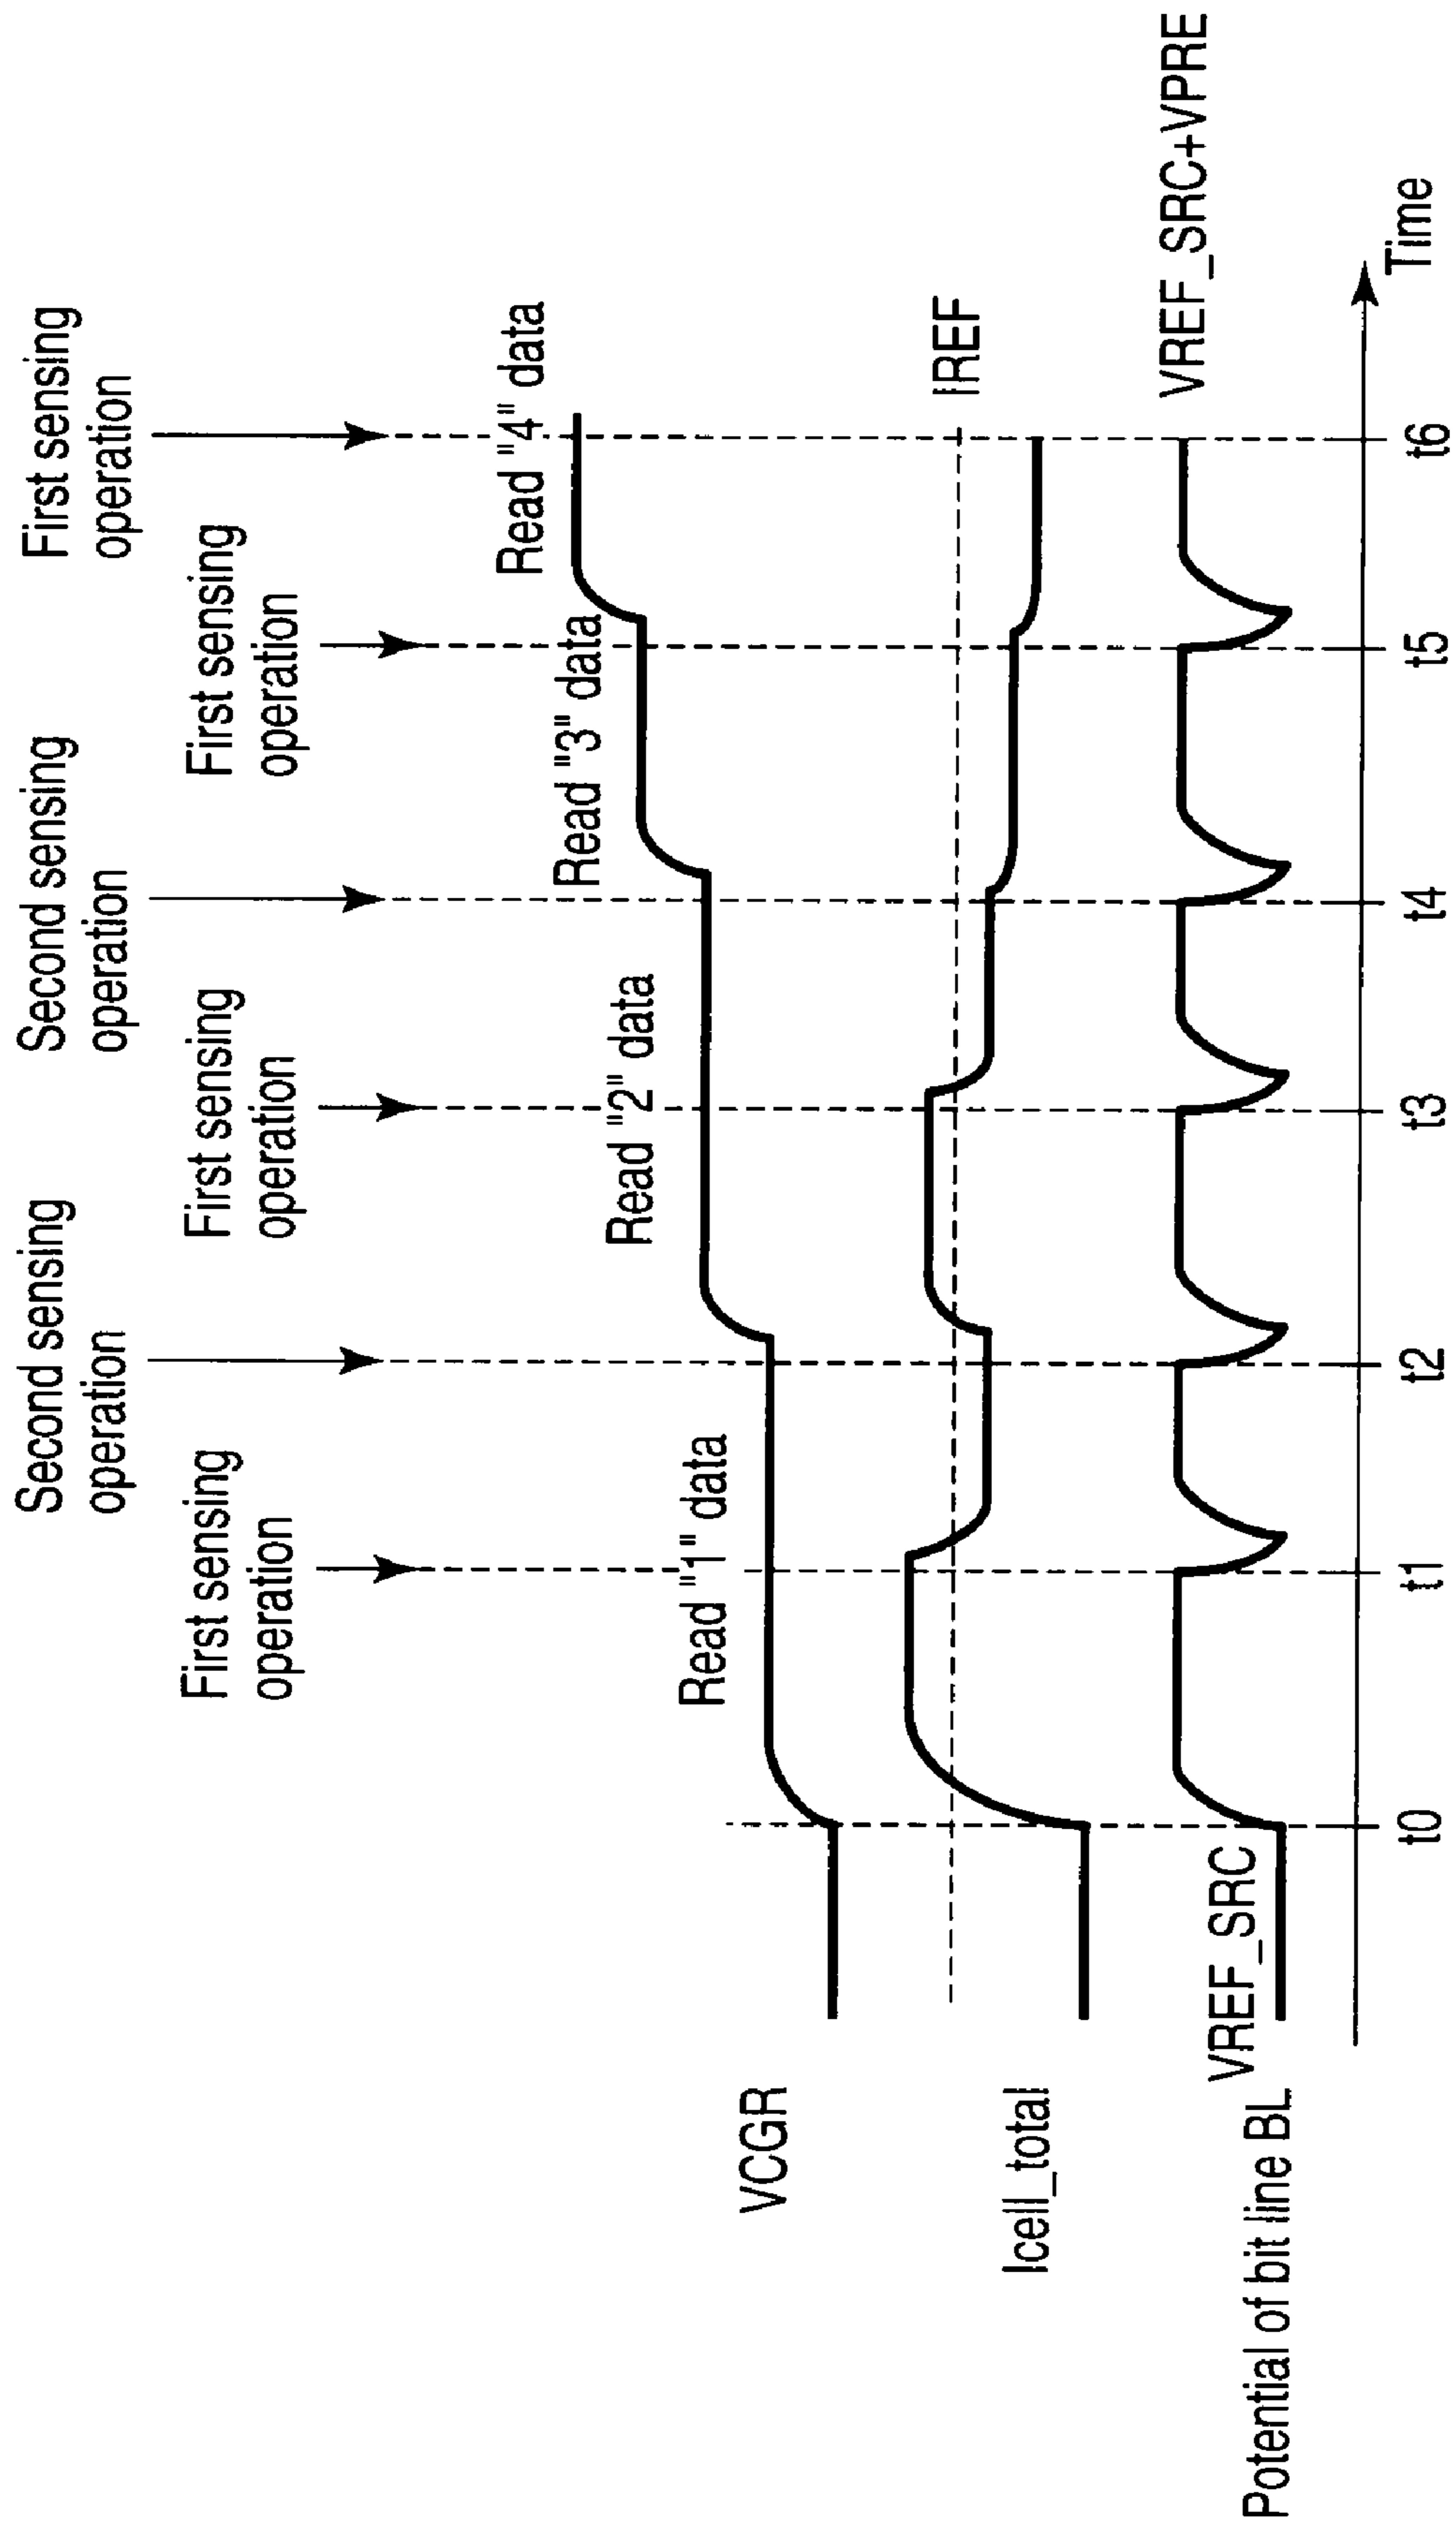 Second sensing
operation
Second sensing
operation
First sensing
operation
First sensing
operation
First sensing
operation
First sensing
operation
Read "1" data
Read "2" data
Read "3" data
Read "4" data
VCGR
Icell_total
IREF
Potential of bit line BL
VREF_SRC
VREF_SRC+VPRE
t0
t1
t2
t3
t4
t5
t6
Time